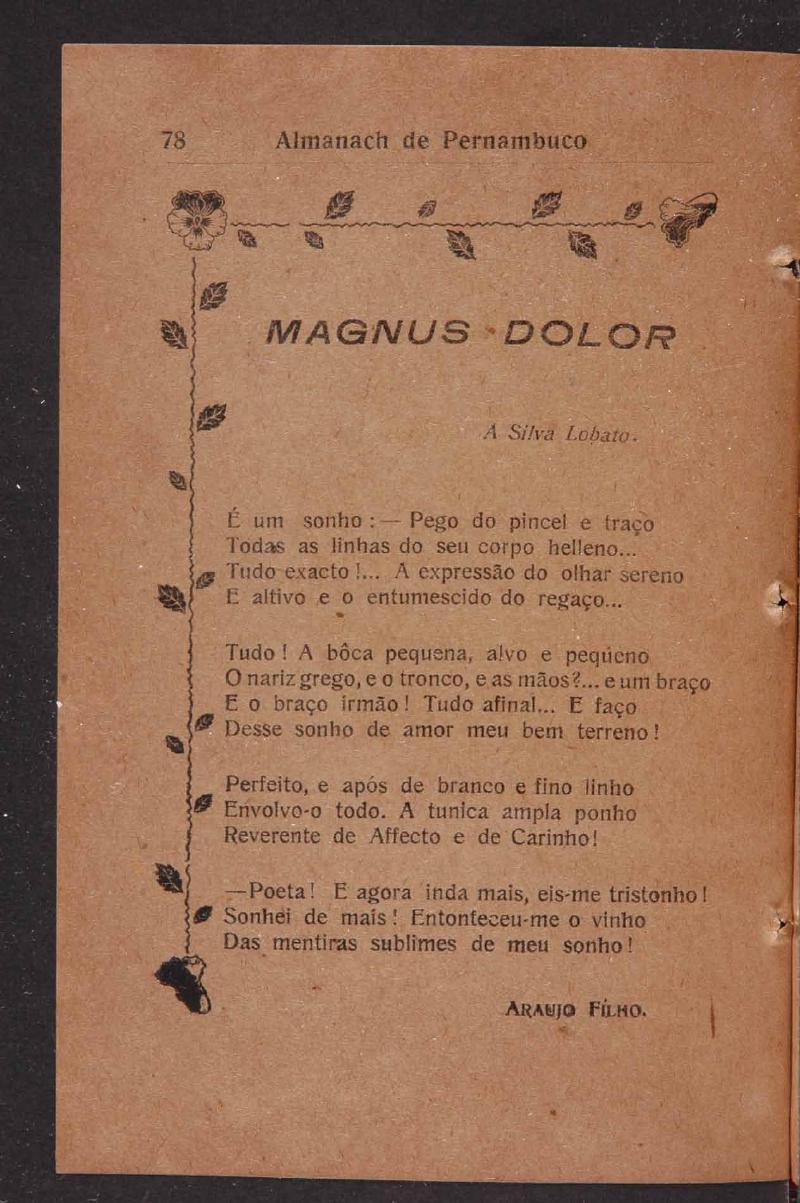 78 Almanach de Pernambuco
MAGNUS DOLOR
A Silva Lobato.
É um sonho : — Pego do pincel e traço
Todas as linhas do seu corpo helleno...
Tudo exacto !... A expressão do olhar sereno
E altivo e o entumescido do regaço...
Tudo ! A bôca pequena, alvo e pequeno
O nariz grego, e o tronco, e as mãos?... e um braço
E o braço irmão ! Tudo afinal... E faço
Desse sonho de amor meu bem terreno !
Perfeito, e após de branco e fino linho
Envolvo-o todo. A tunica ampla ponho
Reverente de Affecto e de Carinho !
—Poeta ! E agora inda mais, eis-me tristonho !
Sonhei de mais ! Entonteceu-me o vinho
Das mentiras sublimes de meu sonho !
ARAUJO FILHO.